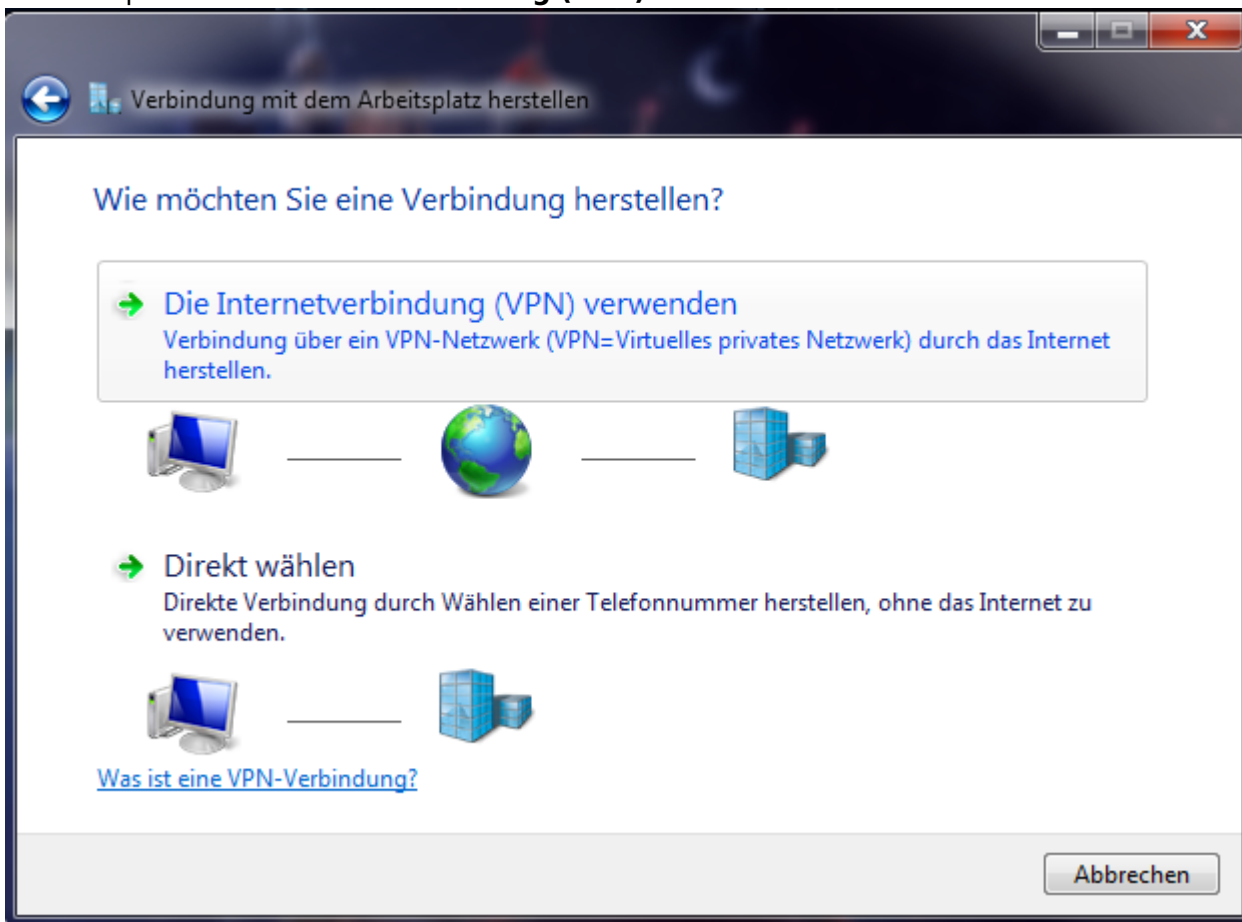 Verbindung mit dem Arbeitsplatz herstellen
Wie möchten Sie eine Verbindung herstellen?
Die Internetverbindung (VPN) verwenden
Verbindung über ein VPN-Netzwerk (VPN=Virtuelles privates Netzwerk) durch das Internet
herstellen.
Direkt wählen
Direkte Verbindung durch Wählen einer Telefonnummer herstellen, ohne das Internet zu
verwenden.
Was ist eine VPN-Verbindung?
Abbrechen